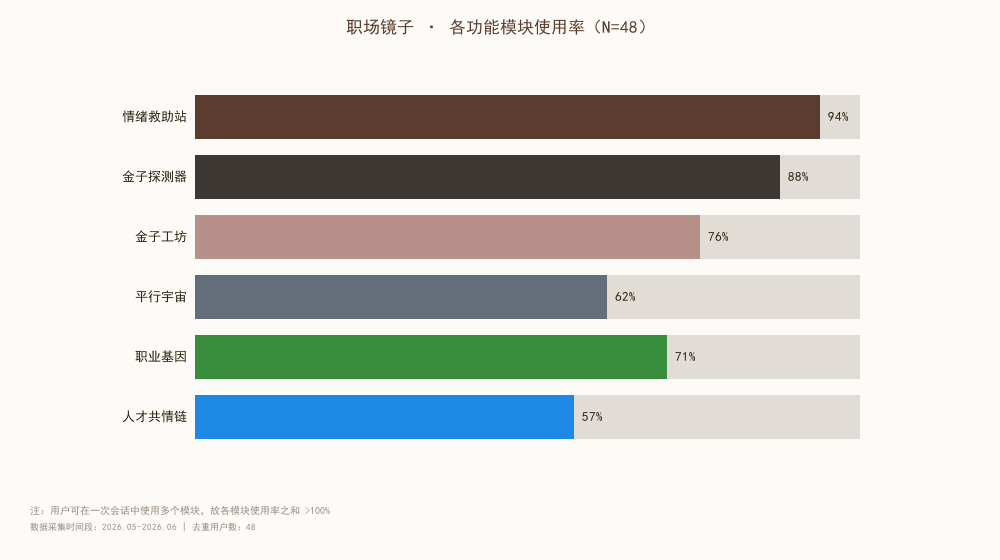 职场镜子 · 各功能模块使用率（N=48）
情绪救助站 94%
金子探测器 88%
金子工坊 76%
平行宇宙 62%
职业基因 71%
人才共情链 57%
注：用户可在一次会话中使用多个模块，故各模块使用率之和 >100%
数据采集时间段：2026.05-2026.06 | 去重用户数：48